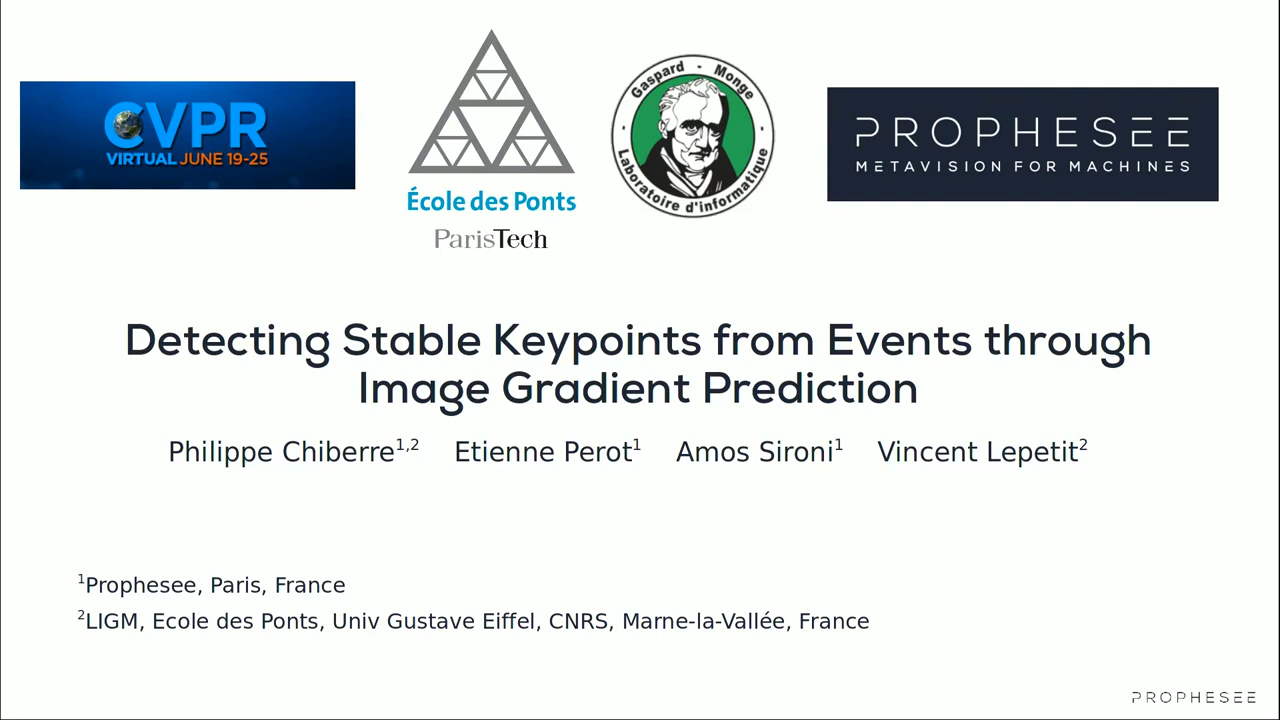 CVPR
VIRTUAL JUNE 19-25
École des Ponts
ParisTech
Gaspard - Monge
Laboratoire d'informatique
PROPHESEE
METAVISION FOR MACHINES
Detecting Stable Keypoints from Events through
Image Gradient Prediction
Philippe Chiberre1,2 Etienne Perot1 Amos Sironi1 Vincent Lepetit2
1Prophesee, Paris, France
2LIGM, Ecole des Ponts, Univ Gustave Eiffel, CNRS, Marne-la-Vallée, France
PROPHESEE